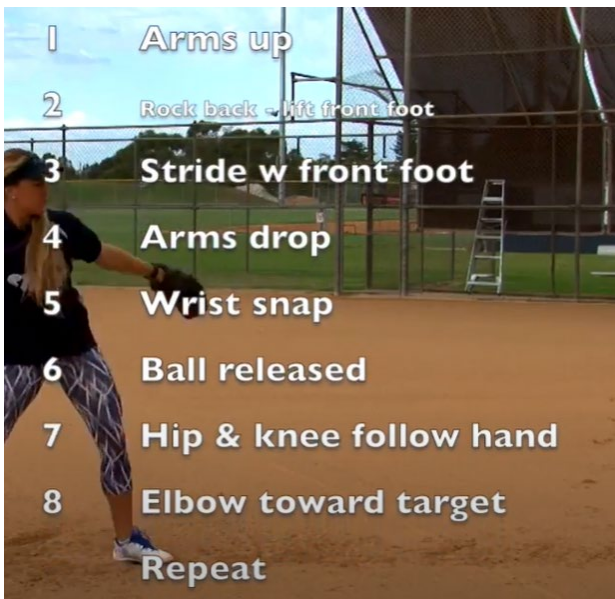 1 Arms up
2 Rock back - lift front foot
3 Stride w front foot
4 Arms drop
5 Wrist snap
6 Ball released
7 Hip & knee follow hand
8 Elbow toward target
Repeat